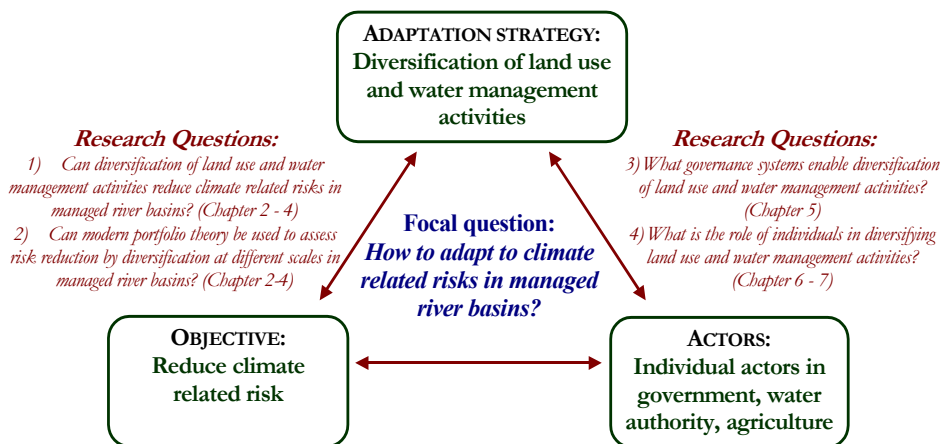 ADAPTATION STRATEGY:
Diversification of land use
and water management
activities
Research Questions:
1) Can diversification of land use and water
management activities reduce climate related risks in
managed river basins? (Chapter 2 - 4)
2) Can modern portfolio theory be used to assess
risk reduction by diversification at different scales in
managed river basins? (Chapter 2-4)
Research Questions:
3) What governance systems enable diversification
of land use and water management activities?
(Chapter 5)
4) What is the role of individuals in diversifying
land use and water management activities?
(Chapter 6 - 7)
Focal question:
How to adapt to climate
related risks in managed
river basins?
OBJECTIVE:
Reduce climate
related risk
ACTORS:
Individual actors in
government, water
authority, agriculture